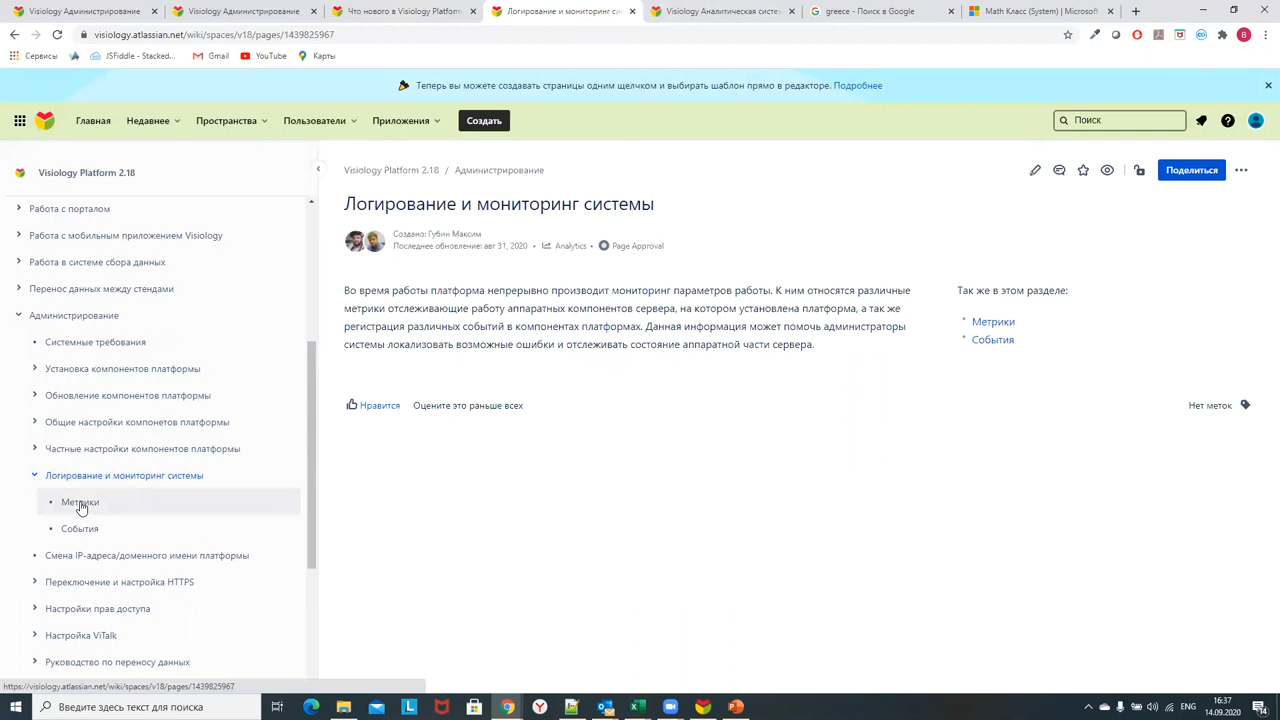 Visiology Администрирование
Visiology Администрирование
Что нового в Visiology Platform
Логирование и мониторинг сис
Visiology Аналитическая систе
greece - Поиск в Google
Math Класс (System) | Microsoft
visiology.atlassian.net/wiki/spaces/v18/pages/1439825967
Сервисы
JSFiddle - Stacked...
Gmail
YouTube
Карты
Теперь вы можете создавать страницы одним щелчком и выбирать шаблон прямо в редакторе. Подробнее
Главная Недавнее Пространства Пользователи Приложения Создать Поиск
Visiology Platform 2.18
Работа с порталом
Работа с мобильным приложением Visiology
Работа в системе сбора данных
Перенос данных между стендами
Администрирование
Системные требования
Установка компонентов платформы
Обновление компонентов платформы
Общие настройки компонетов платформы
Частные настройки компонентов платформы
Логирование и мониторинг системы
Метрики
События
Смена IP-адреса/доменного имени платформы
Переключение и настройка HTTPS
Настройки прав доступа
Настройка ViTalk
Руководство по переносу данных
Visiology Platform 2.18 / Администрирование
Поделиться
Логирование и мониторинг системы
Создано: Губин Максим
Последнее обновление: авг 31, 2020 • Analytics • Page Approval
Во время работы платформа непрерывно производит мониторинг параметров работы. К ним относятся различные
метрики отслеживающие работу аппаратных компонентов сервера, на котором установлена платформа, а так же
регистрация различных событий в компонентах платформах. Данная информация может помочь администраторы
системы локализовать возможные ошибки и отслеживать состояние аппаратной части сервера.
Так же в этом разделе:
Метрики
События
Нравится Оцените это раньше всех
Нет меток
https://visiology.atlassian.net/wiki/spaces/v18/pages/1439825967
Введите здесь текст для поиска
ENG
16:37
14.09.2020